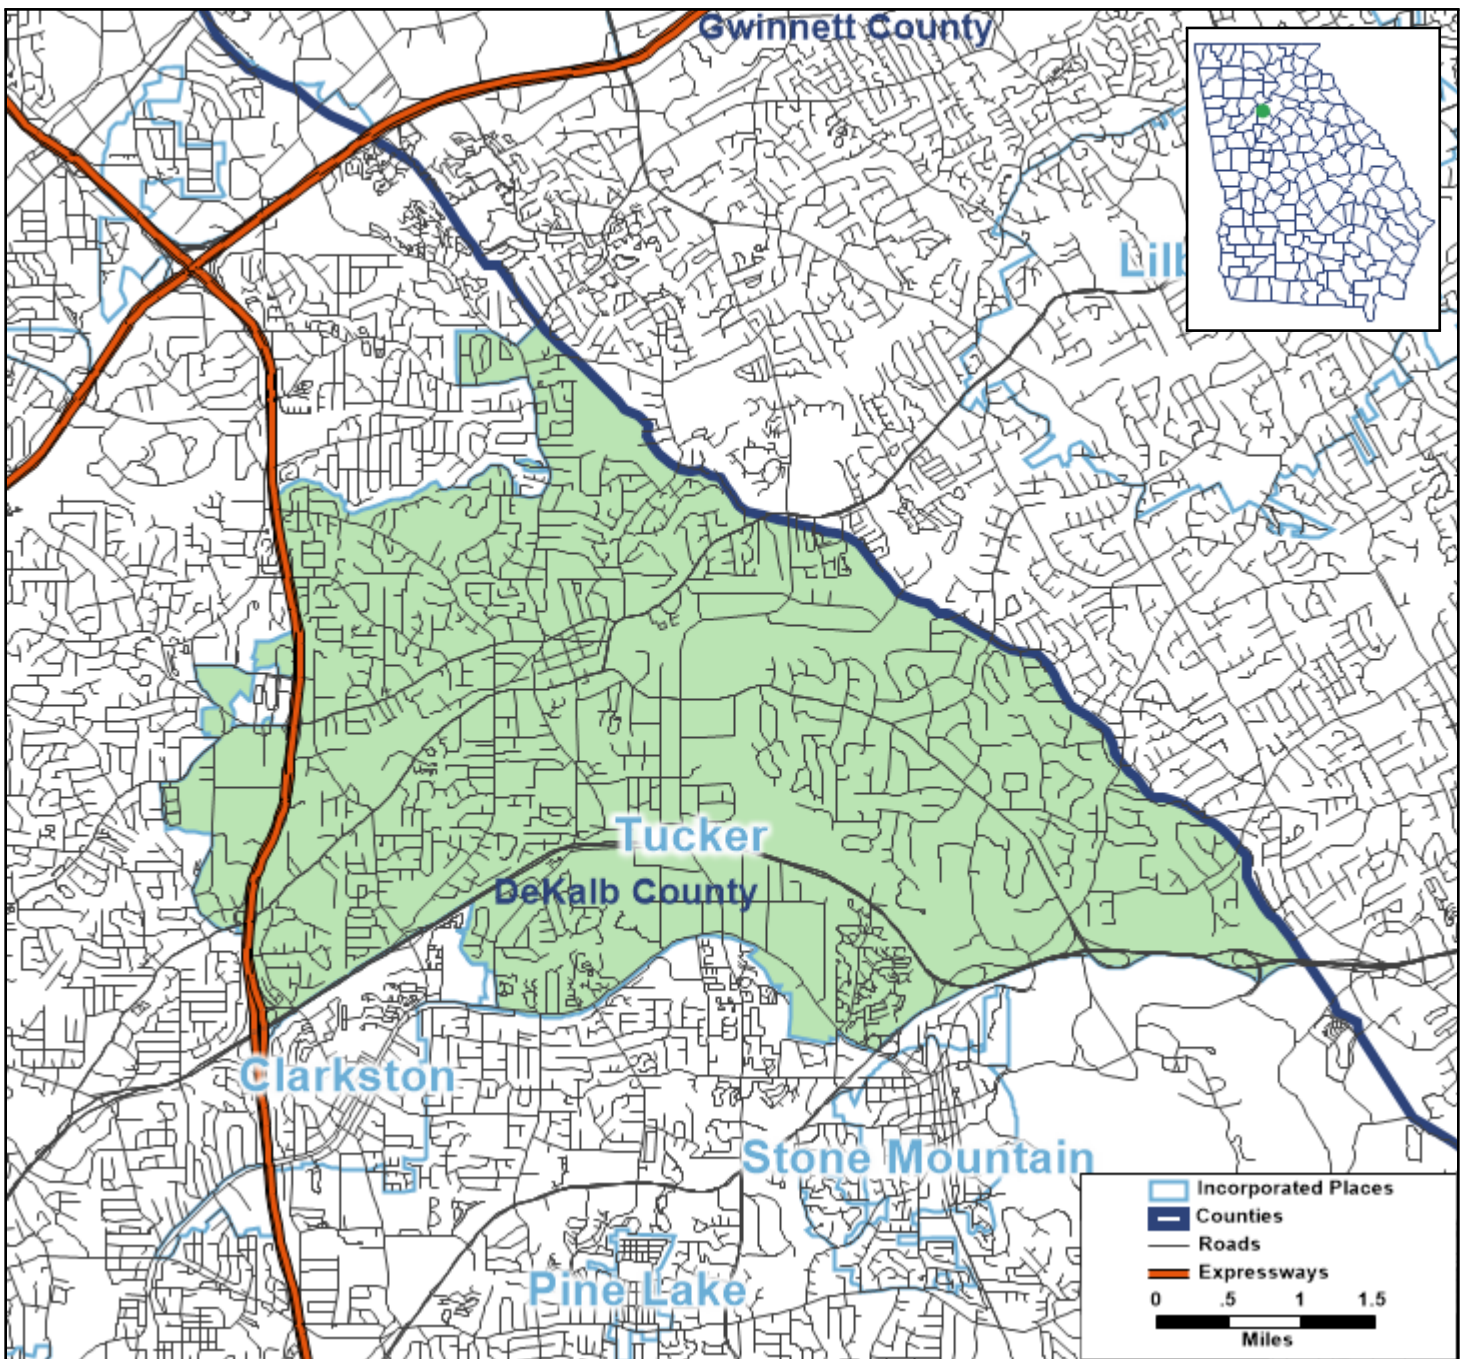 Gwinnett County
Lilb
Tucker
DeKalb County
Clarkston
Stone Mountain
Pine Lake
Incorporated Places
Counties
Roads
Expressways
0 .5 1 1.5
Miles